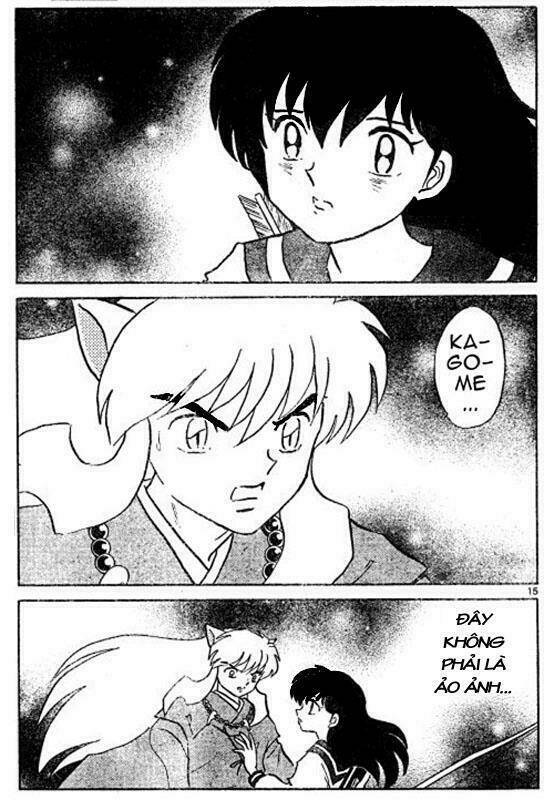 KA-
GO-
ME
...
15
ĐÂY
KHÔNG
PHẢI LÀ
ẢO ẢNH...